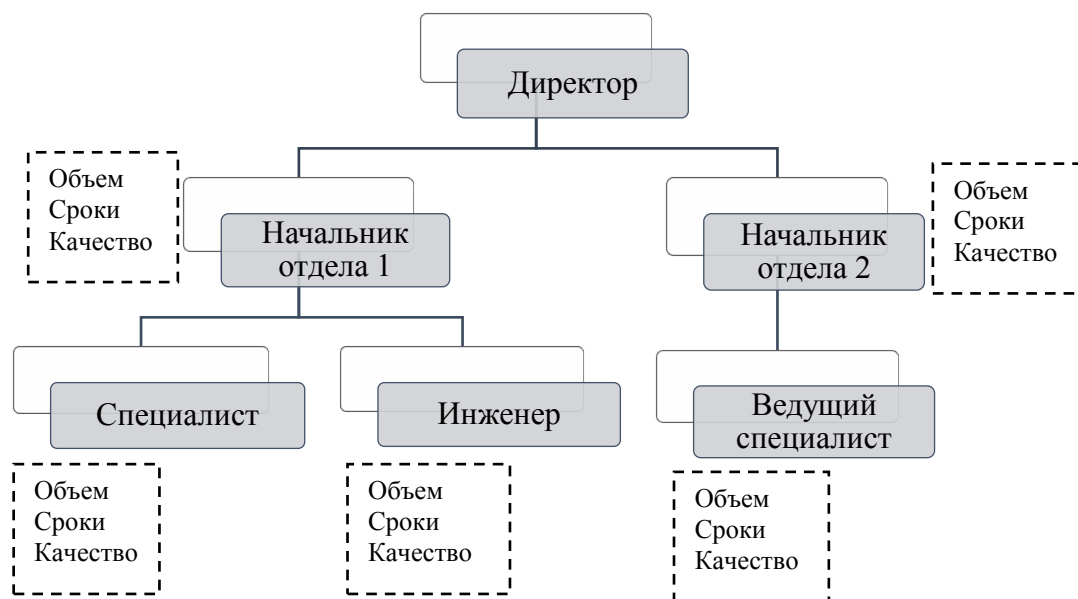 Директор
Объем
Сроки
Качество
Начальник
отдела 1
Начальник
отдела 2
Объем
Сроки
Качество
Специалист
Инженер
Ведущий
специалист
Объем
Сроки
Качество
Объем
Сроки
Качество
Объем
Сроки
Качество